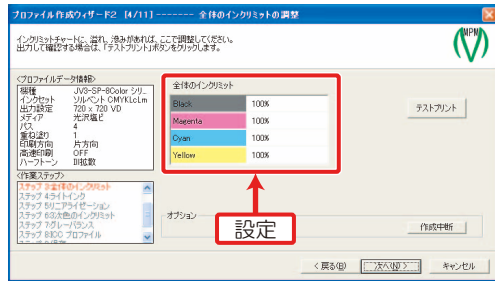 プロファイル作成ウィザード2 [4/11] ------- 全体のインクリミットの調整
インクリミットチャートに、溢れ、滲みがあれば、ここで調整してください。
出力して確認する場合は、「テストプリント」ボタンをクリックします。
MPM
<プロファイルデータ情報>
機種 JV3-SP-8Color シリ..
インクセット ソルベント CMYKLcLm
出力設定 720 x 720 VD
メディア 光沢塩ビ
パス 4
重ね塗り 1
印刷方向 片方向
高速印刷 OFF
ハーフトーン 誤拡散
<作業ステップ>
ステップ 3:全体のインクリミット
ステップ 4:ライトインク
ステップ 5:リニアライゼーション
ステップ 6:3次色のインクリミット
ステップ 7:グレーバランス
ステップ 8:ICC プロファイル
全体のインクリミット
Black 100%
Magenta 100%
Cyan 100%
Yellow 100%
テストプリント
オプション
設定
作成中断
< 戻る(B)
次へ(N) >
キャンセル